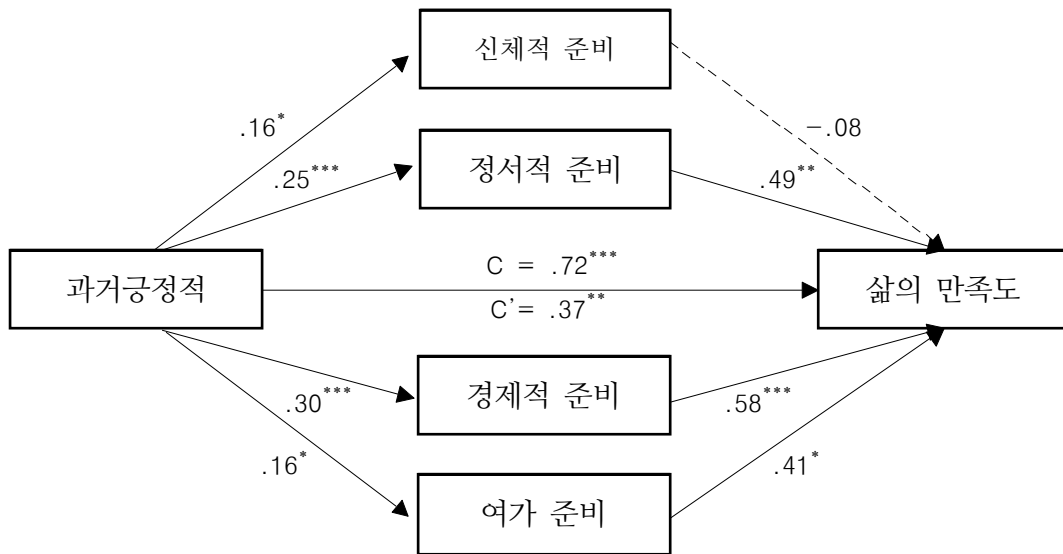 신체적 준비
.16*
-.08
정서적 준비
.25***
.49**
과거긍정적
C = .72***
C'= .37**
삶의 만족도
경제적 준비
.30***
.58***
.16*
.41*
여가 준비